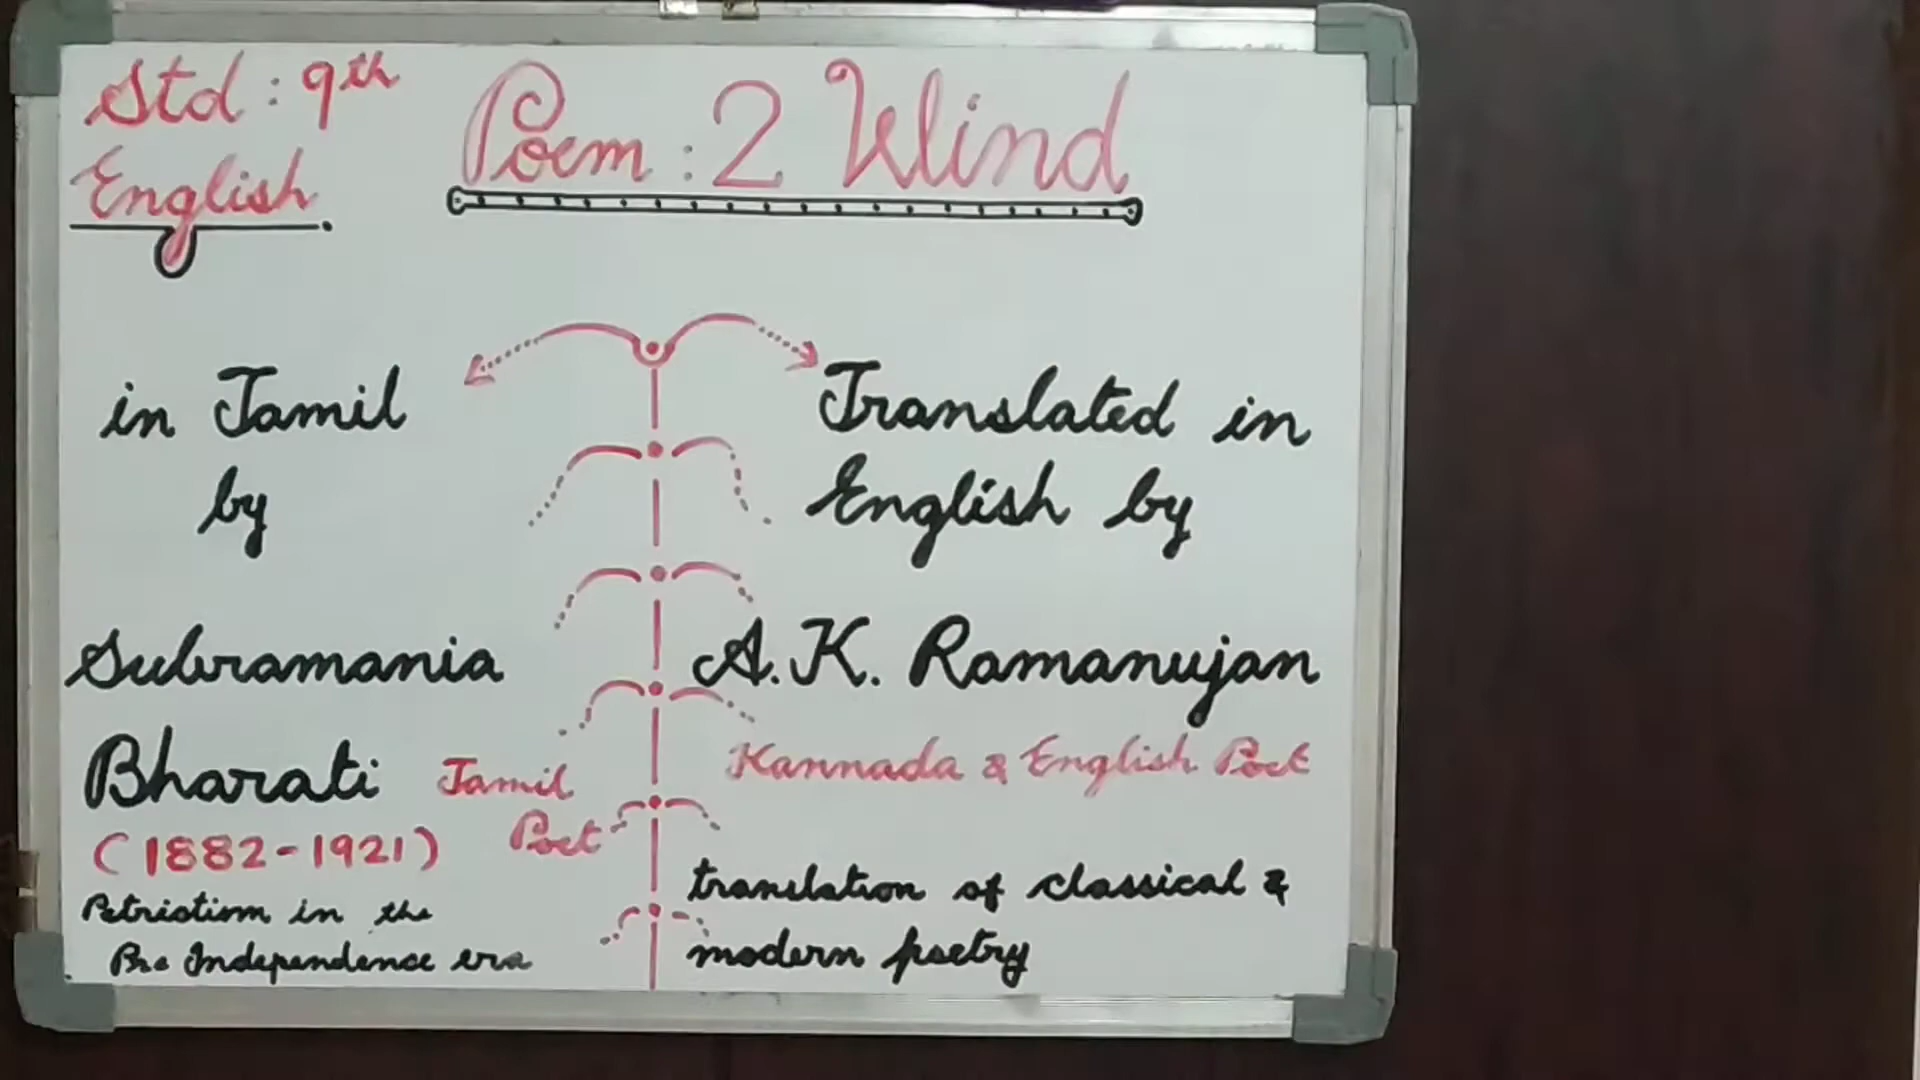 Std : 9th
English
Poem : 2 Wind
in Tamil
by
Subramania
Bharati
Tamil
Poet
(1882-1921)
Patriotism in the
Pre Independence era
Translated in
English by
A.K. Ramanujan
Kannada & English Poet
translation of classical &
modern poetry